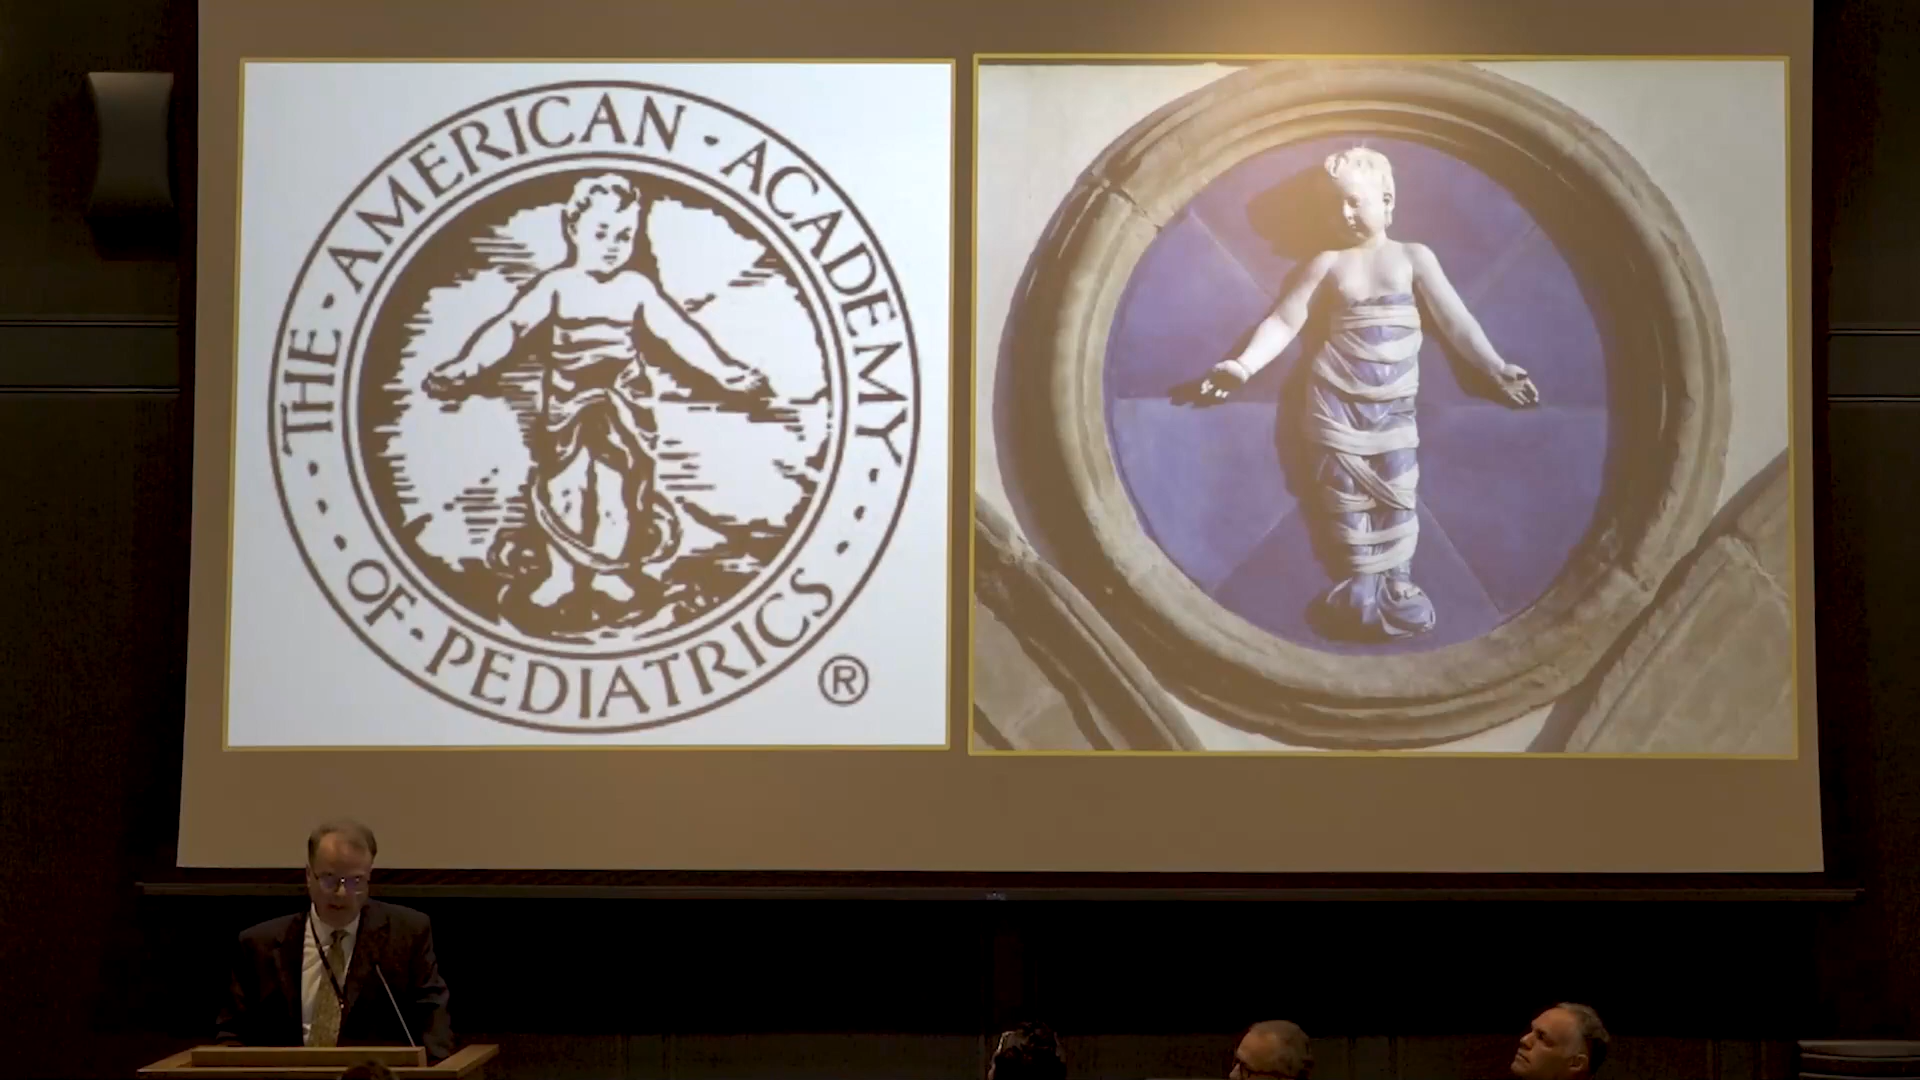 THE · AMERICAN · ACADEMY
OF · PEDIATRICS
®